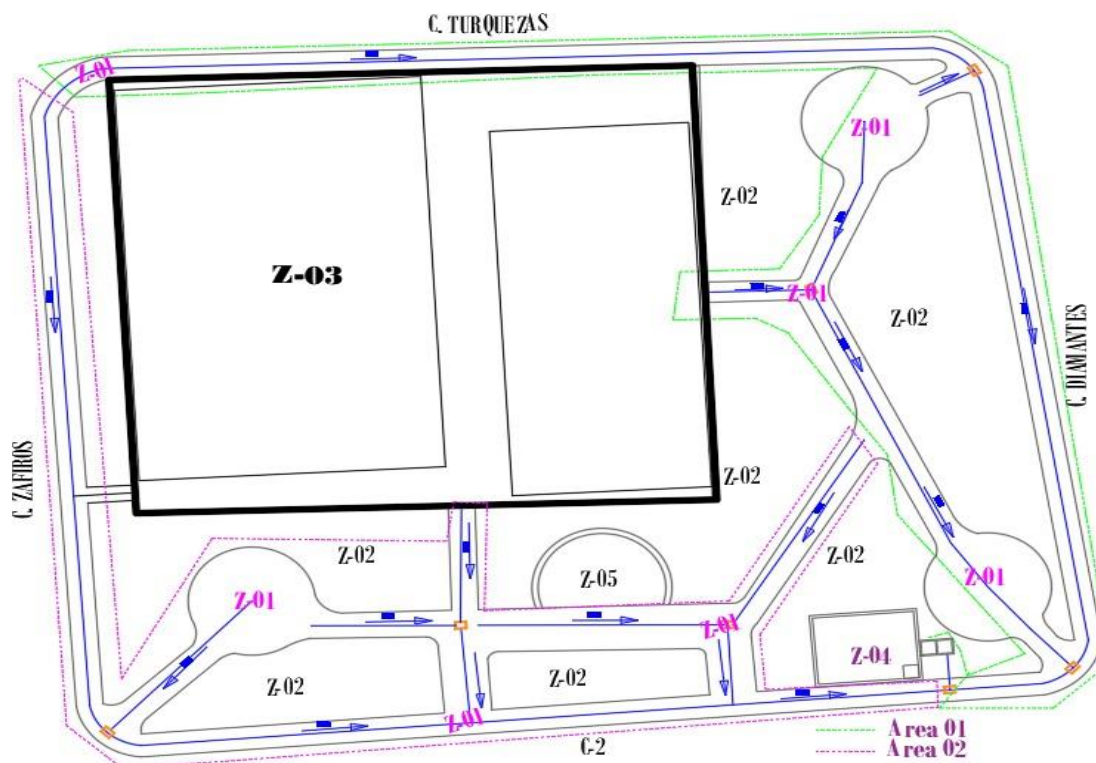 C. TURQUEZAS
Z-01
Z-01
Z-02
Z-03
Z-01
Z-02
C. DIAMANTES
C. ZAFIROS
Z-02
Z-02
Z-02
Z-05
Z-01
Z-01
Z-01
Z-04
Z-02
Z-02
Z-01
C-2
Area 01
Area 02